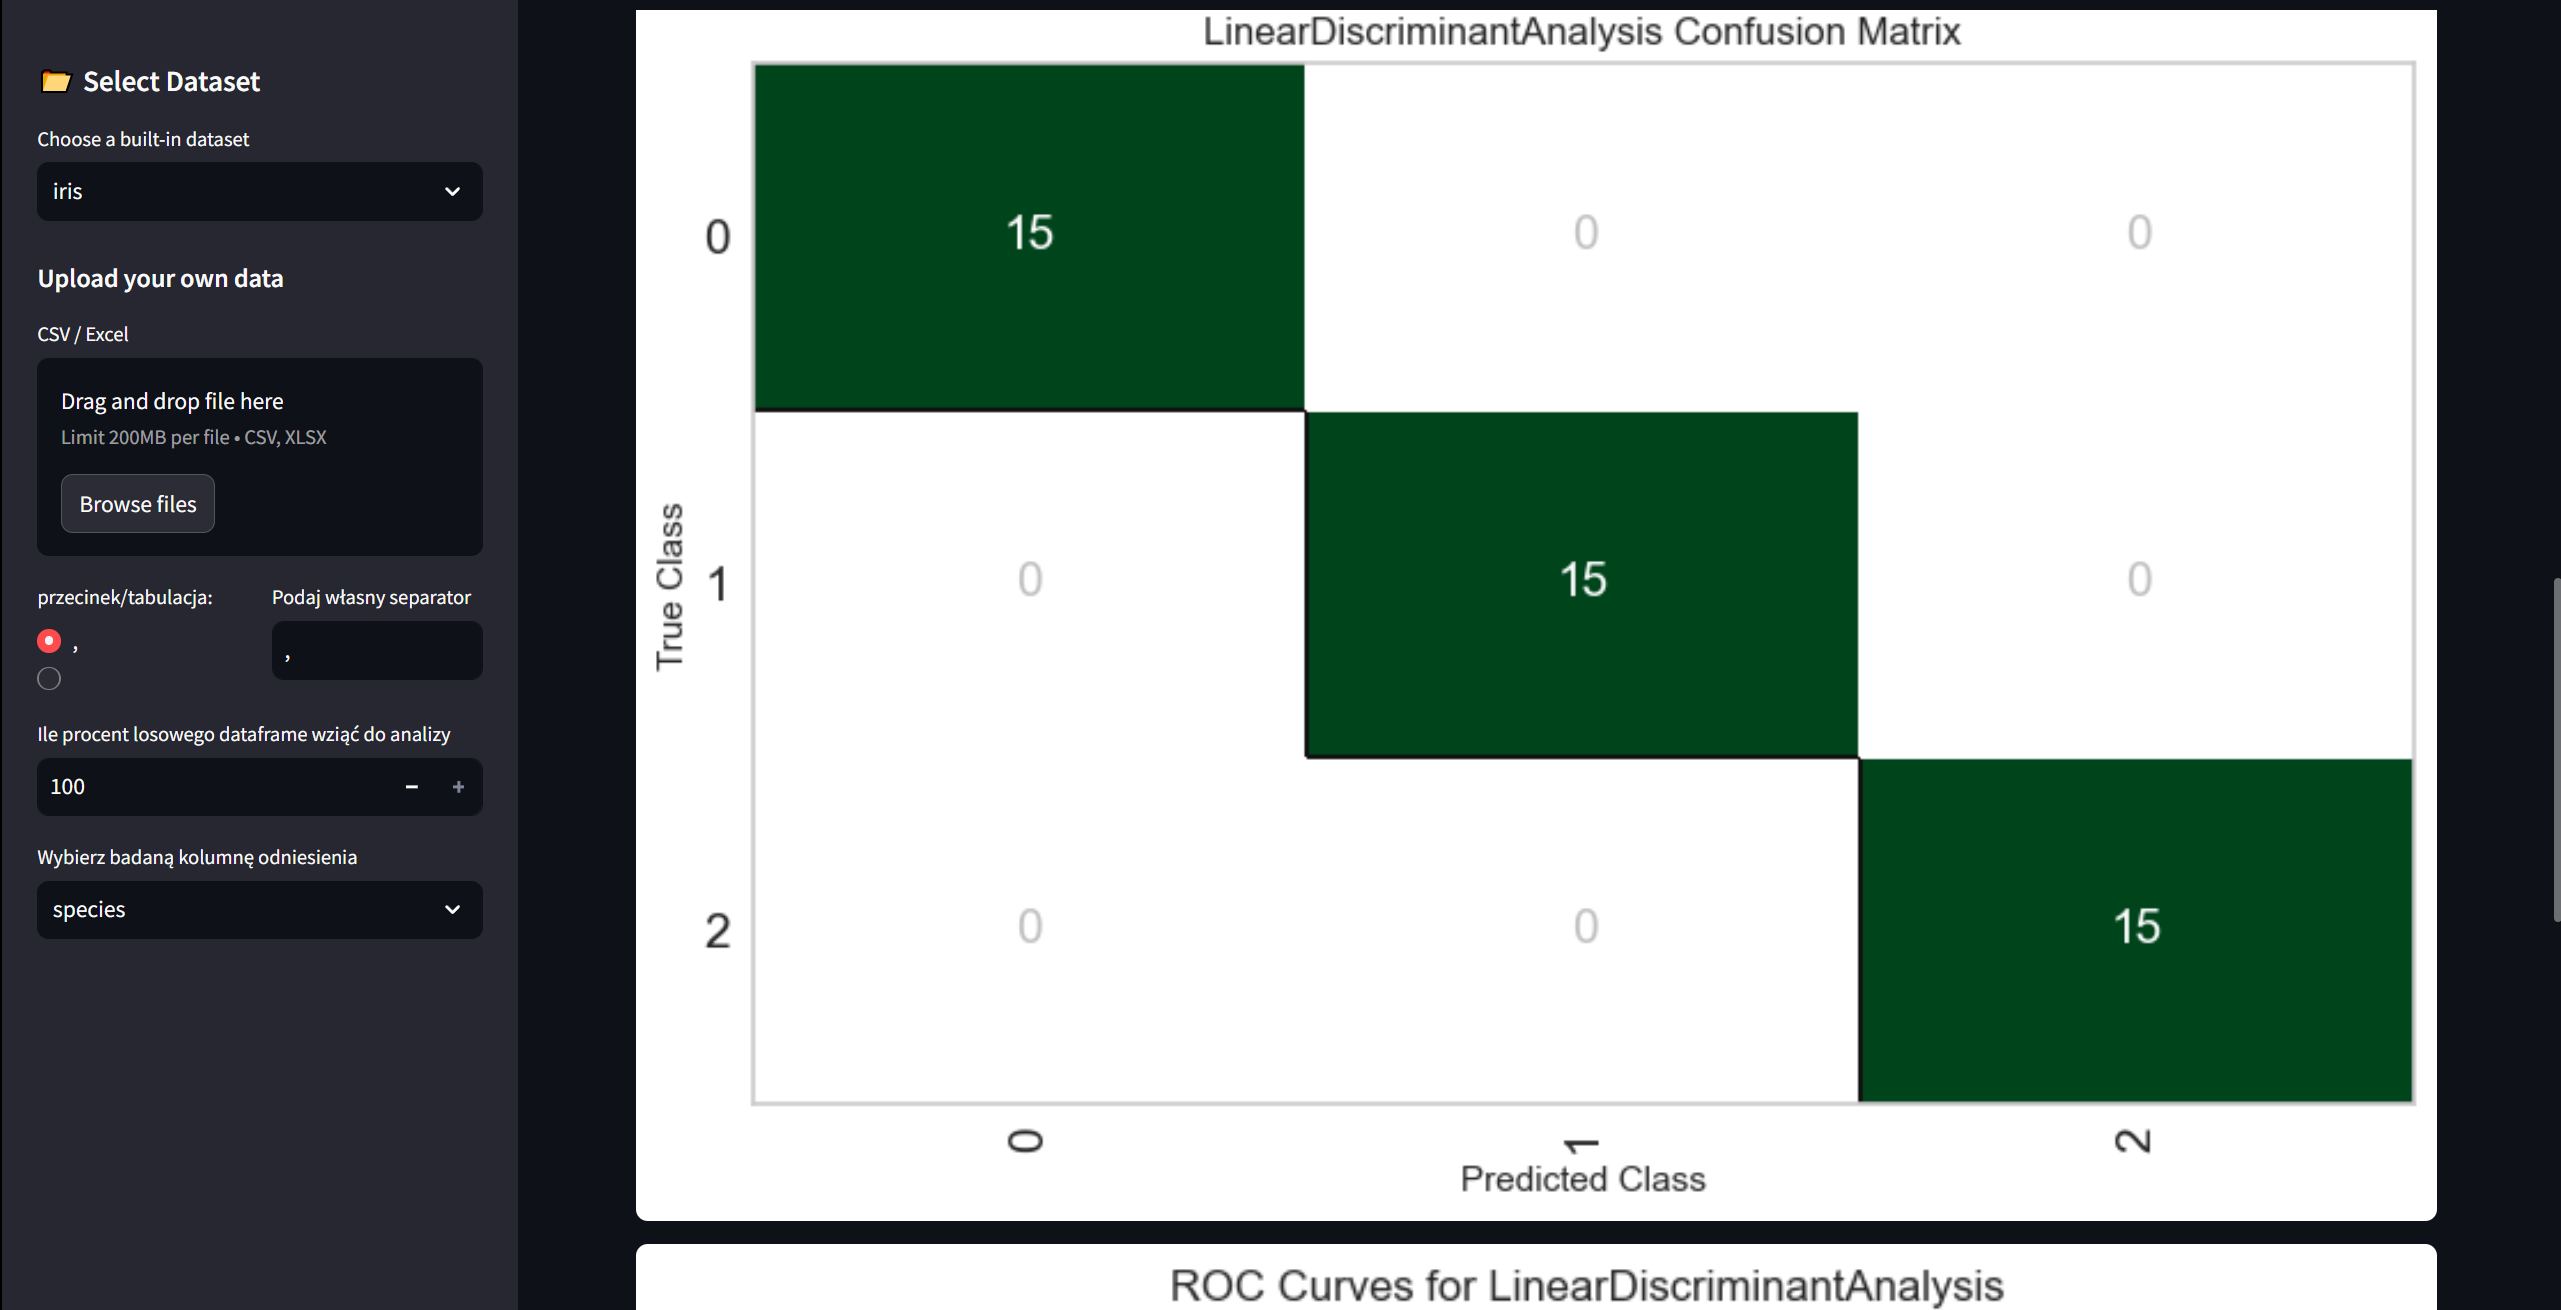 📂 Select Dataset
Choose a built-in dataset
iris
Upload your own data
CSV / Excel
Drag and drop file here
Limit 200MB per file • CSV, XLSX
Browse files
przecinek/tabulacja:
,
Podaj własny separator
,
Ile procent losowego dataframe wziąć do analizy
100
Wybierz badaną kolumnę odniesienia
species
LinearDiscriminantAnalysis Confusion Matrix
True Class
0 15 0 0
1 0 15 0
2 0 0 15
0 1 2
Predicted Class
ROC Curves for LinearDiscriminantAnalysis